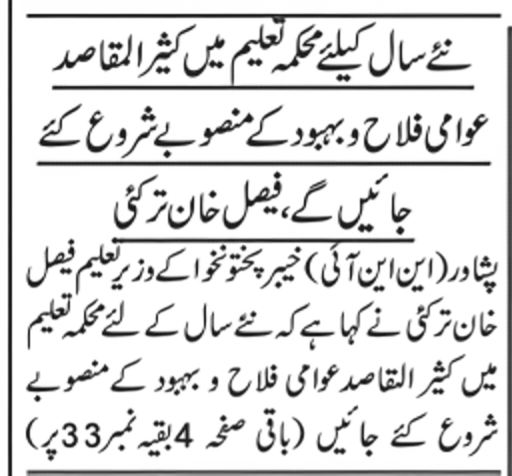 نئے سال کیلئے محکمہ تعلیم میں کثیر المقاصد
عوامی فلاح و بہبود کے منصوبے شروع کئے
جائیں گے، فیصل خان ترکئی
پشاور (این این آئی) خیبر پختونخوا کے وزیر تعلیم فیصل
خان ترکئی نے کہا ہے کہ نئے سال کے لئے محکمہ تعلیم
میں کثیر القاصد عوامی فلاح و بہبود کے منصوبے
شروع کئے جائیں (باقی صفحہ 4 بقیہ نمبر 33 پر)